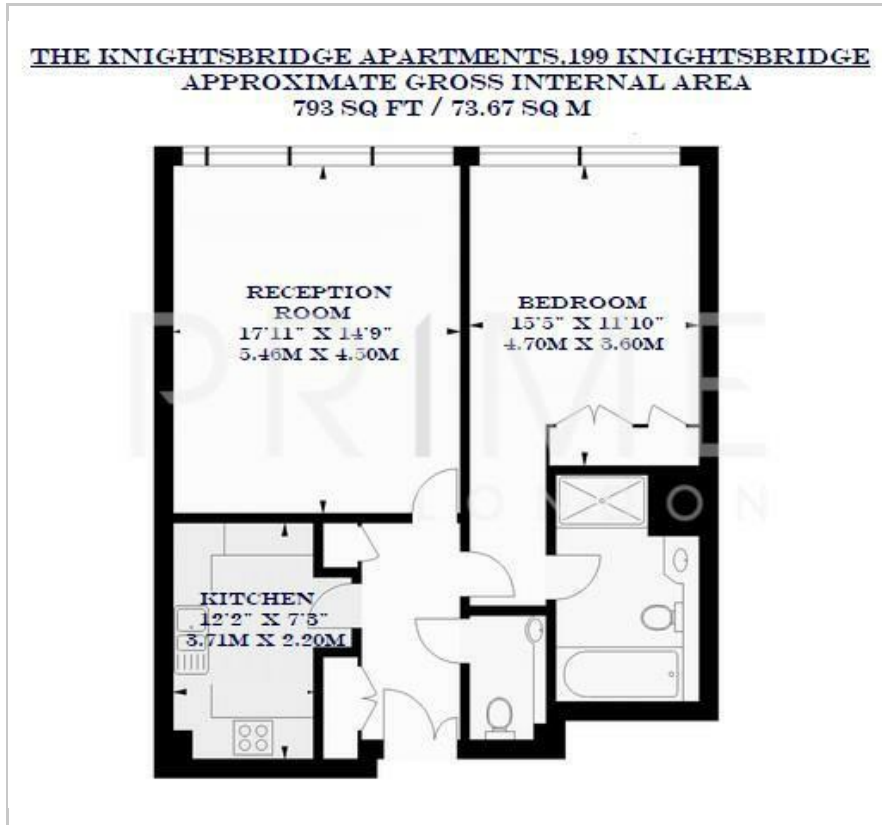 THE KNIGHTSBRIDGE APARTMENTS,199 KNIGHTSBRIDGE
APPROXIMATE GROSS INTERNAL AREA
793 SQ FT / 73.67 SQ M
RECEPTION
ROOM
17'11" X 14'9"
5.46M X 4.50M
BEDROOM
15'5" X 11'10"
4.70M X 3.60M
PRIME
LONDON
KITCHEN
12'2" X 7'3"
3.71M X 2.20M